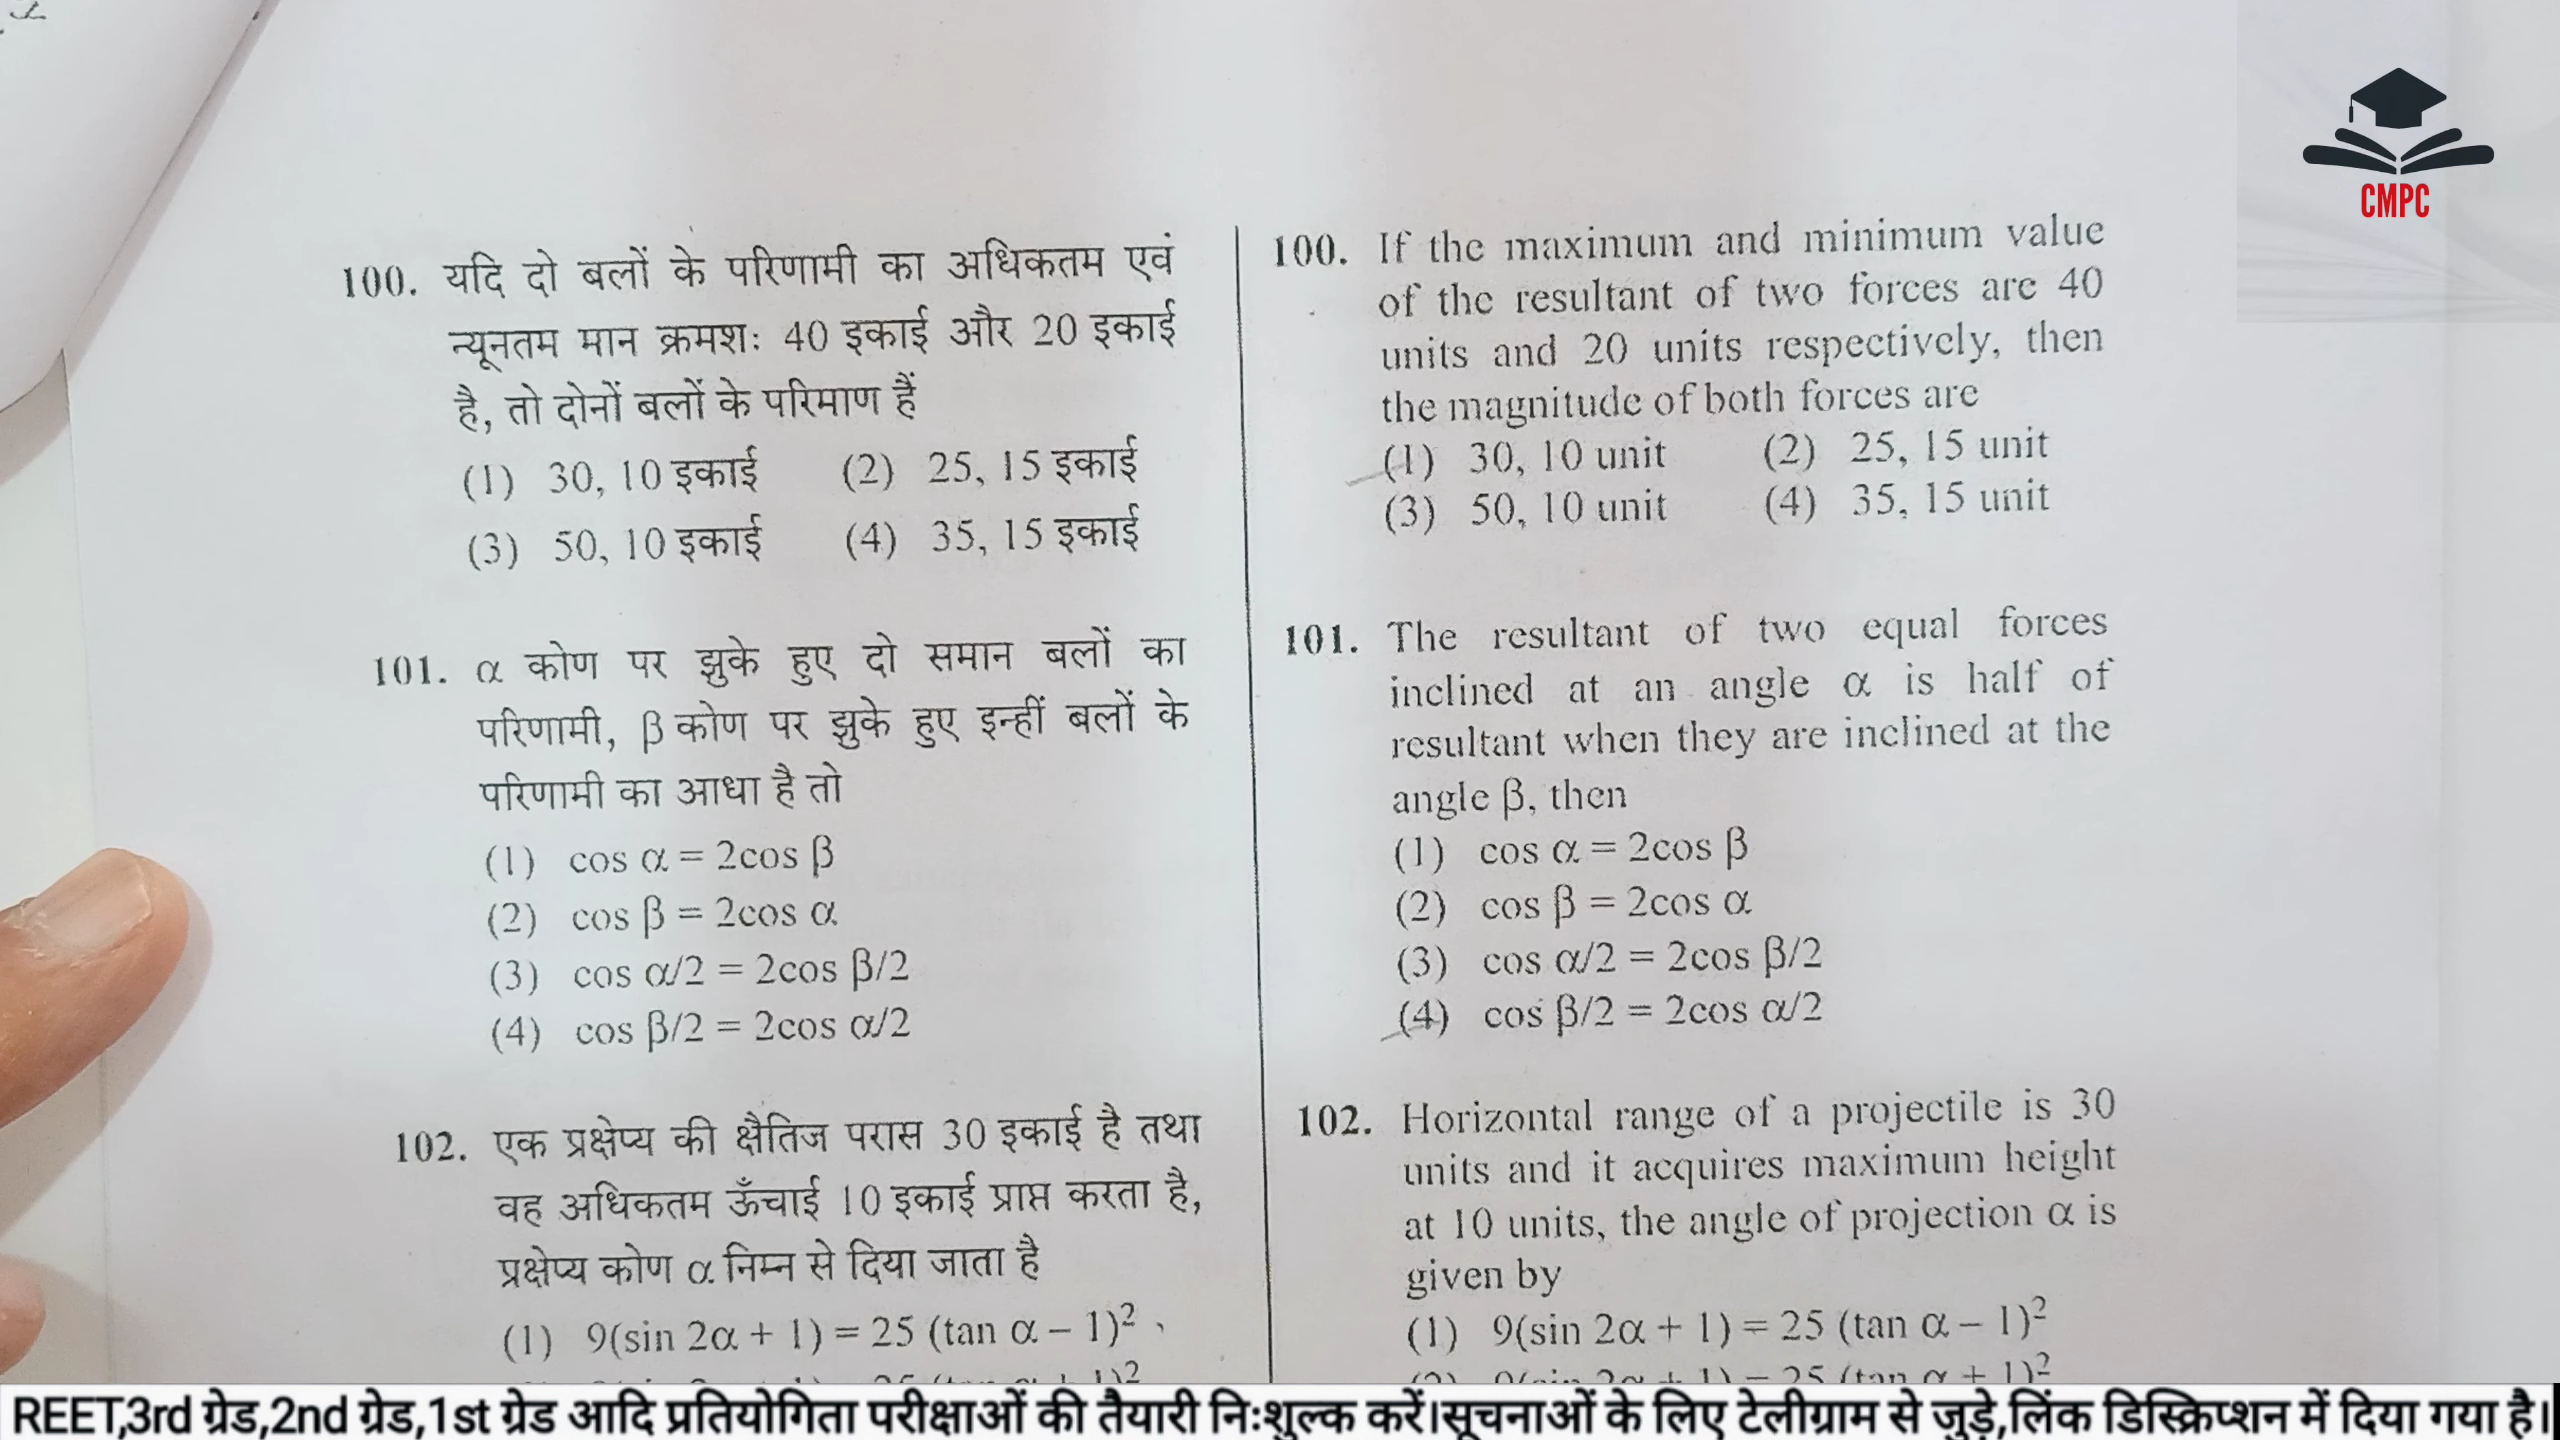 CMPC
100. यदि दो बलों के परिणामी का अधिकतम एवं
न्यूनतम मान क्रमशः 40 इकाई और 20 इकाई
है, तो दोनों बलों के परिमाण हैं
(1) 30, 10 इकाई (2) 25, 15 इकाई
(3) 50, 10 इकाई (4) 35, 15 इकाई
101. α कोण पर झुके हुए दो समान बलों का
परिणामी, β कोण पर झुके हुए इन्हीं बलों के
परिणामी का आधा है तो
(1) cos α = 2cos β
(2) cos β = 2cos α
(3) cos α/2 = 2cos β/2
(4) cos β/2 = 2cos α/2
102. एक प्रक्षेप्य की क्षैतिज परास 30 इकाई है तथा
वह अधिकतम ऊँचाई 10 इकाई प्राप्त करता है,
प्रक्षेप्य कोण α निम्न से दिया जाता है
(1) 9(sin 2α + 1) = 25 (tan α – 1)²
100. If the maximum and minimum value
of the resultant of two forces are 40
units and 20 units respectively, then
the magnitude of both forces are
(1) 30, 10 unit (2) 25, 15 unit
(3) 50, 10 unit (4) 35, 15 unit
101. The resultant of two equal forces
inclined at an angle α is half of
resultant when they are inclined at the
angle β, then
(1) cos α = 2cos β
(2) cos β = 2cos α
(3) cos α/2 = 2cos β/2
(4) cos β/2 = 2cos α/2
102. Horizontal range of a projectile is 30
units and it acquires maximum height
at 10 units, the angle of projection α is
given by
(1) 9(sin 2α + 1) = 25 (tan α – 1)²
REET,3rd ग्रेड,2nd ग्रेड,1st ग्रेड आदि प्रतियोगिता परीक्षाओं की तैयारी निःशुल्क करें।सूचनाओं के लिए टेलीग्राम से जुड़े,लिंक डिस्क्रिप्शन में दिया गया है।